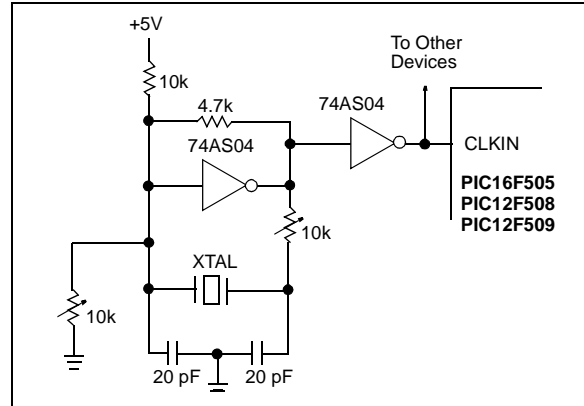 +5V
To Other
Devices
10k
4.7k
74AS04
74AS04
CLKIN
PIC16F505
PIC12F508
PIC12F509
10k
XTAL
10k
20 pF
20 pF